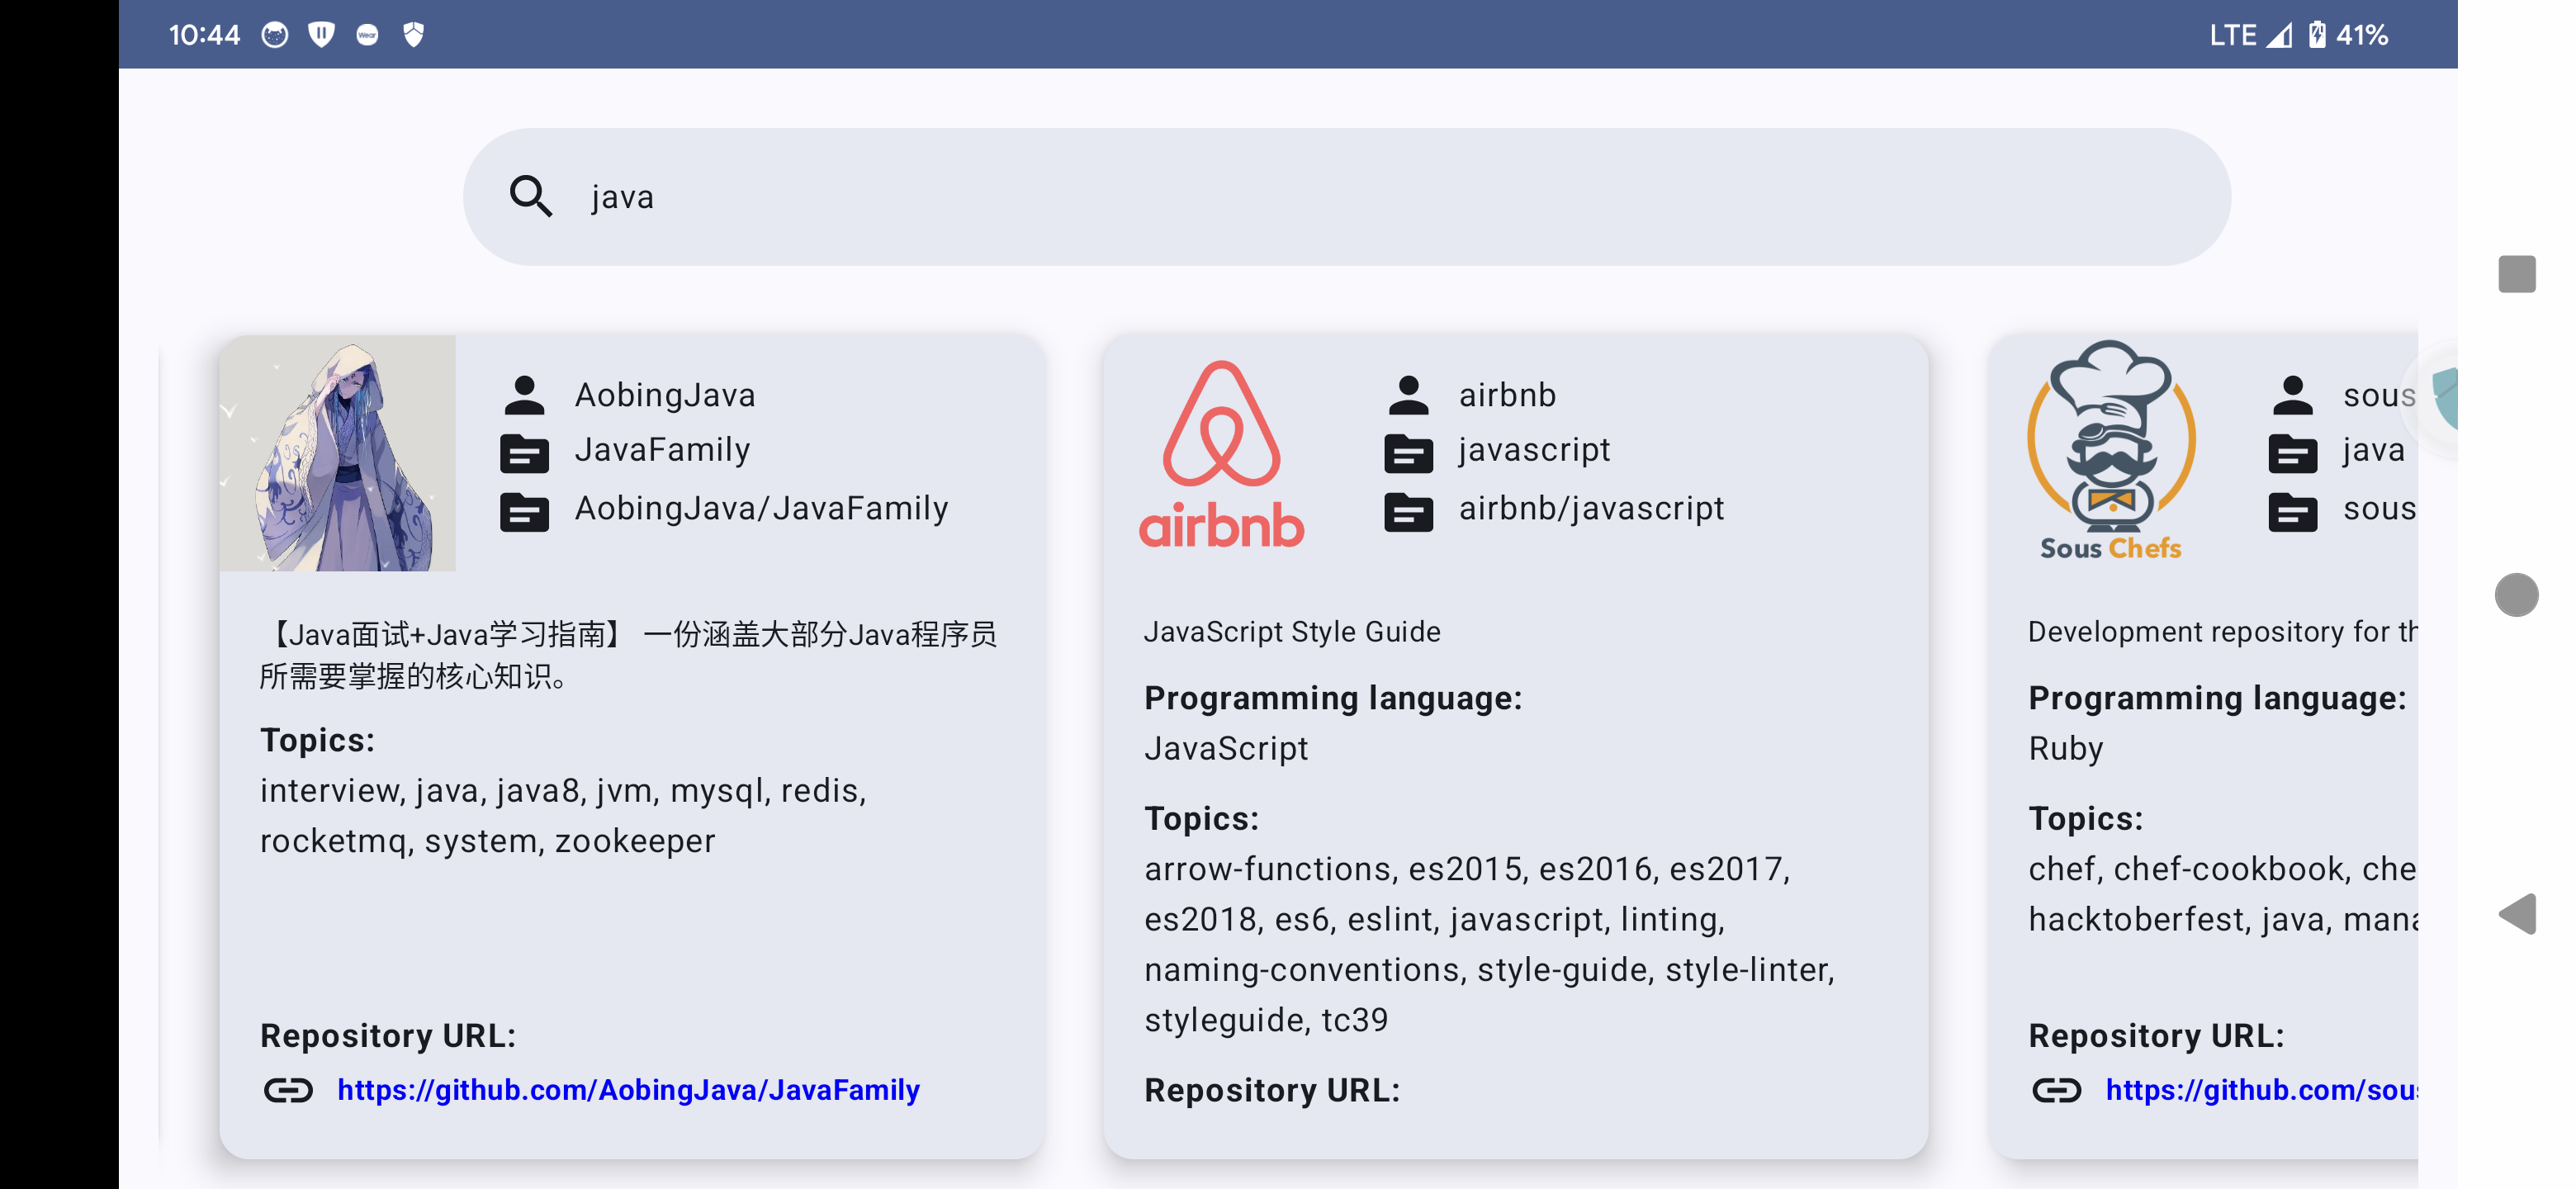 10:44
Wear
LTE
41%
java
AobingJava
JavaFamily
AobingJava/JavaFamily
【Java面试+Java学习指南】 一份涵盖大部分Java程序员
所需要掌握的核心知识。
Topics:
interview, java, java8, jvm, mysql, redis,
rocketmq, system, zookeeper
Repository URL:
https://github.com/AobingJava/JavaFamily
airbnb
airbnb
javascript
airbnb/javascript
JavaScript Style Guide
Programming language:
JavaScript
Topics:
arrow-functions, es2015, es2016, es2017,
es2018, es6, eslint, javascript, linting,
naming-conventions, style-guide, style-linter,
styleguide, tc39
Repository URL:
Sous Chefs
sous
java
sous
Development repository for th
Programming language:
Ruby
Topics:
chef, chef-cookbook, che
hacktoberfest, java, mana
Repository URL:
https://github.com/sous